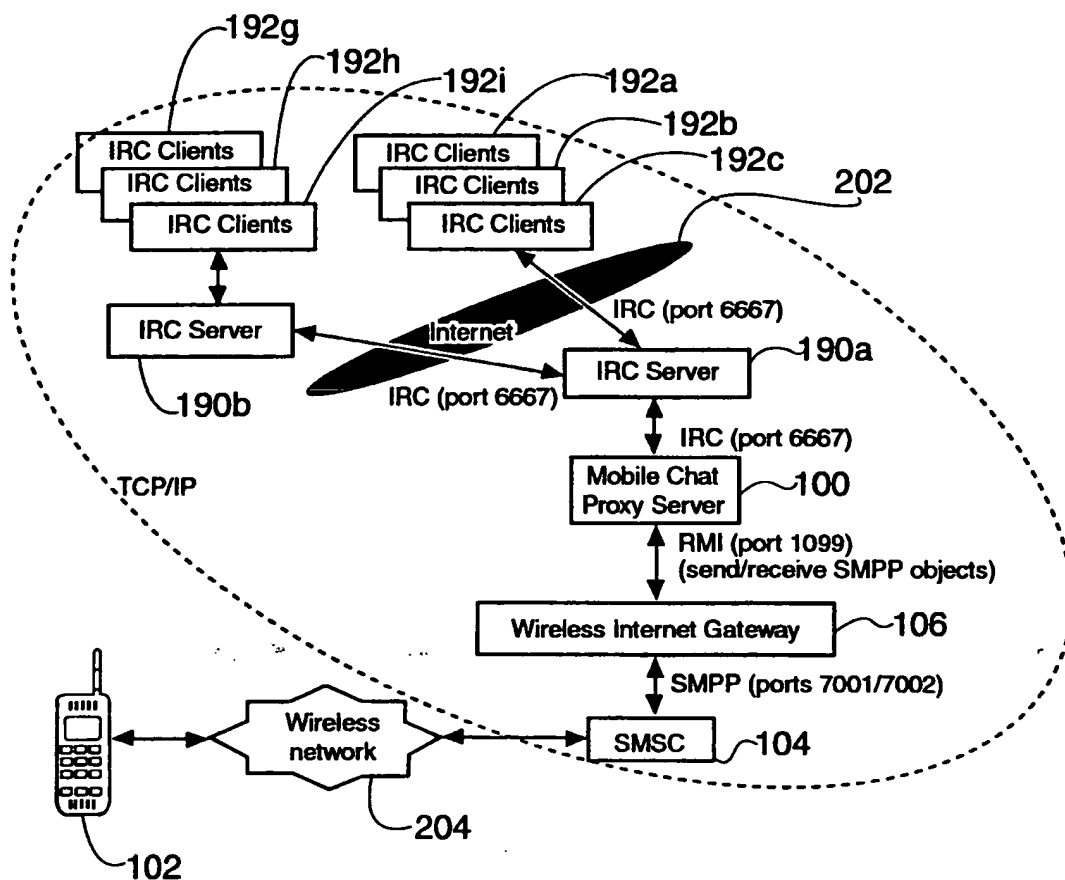 192g
192h
192i
192a
192b
192c
202
IRC Clients
IRC Clients
IRC Clients
IRC Clients
IRC Clients
IRC Clients
IRC (port 6667)
IRC Server
Internet
190a
IRC Server
190b
IRC (port 6667)
IRC (port 6667)
TCP/IP
Mobile Chat
Proxy Server
100
RMI (port 1099)
(send/receive SMPP objects)
Wireless Internet Gateway
106
SMPP (ports 7001/7002)
Wireless
network
SMSC
104
204
102